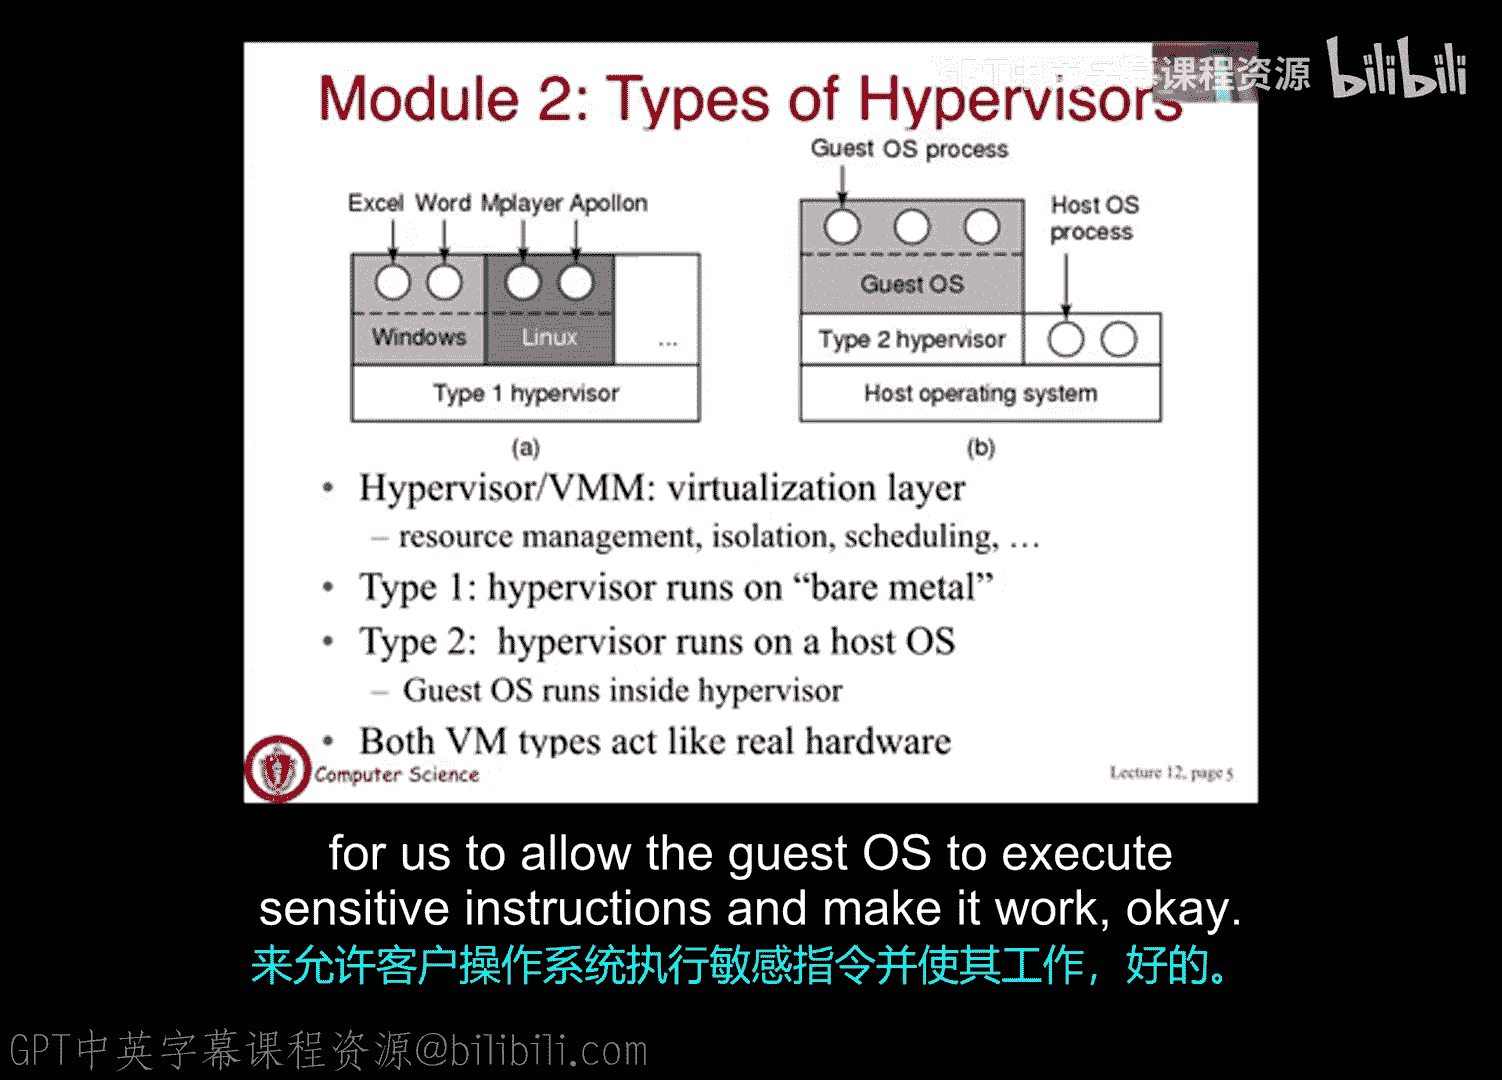 课程资源 bilibili
Module 2: Types of Hypervisors
Excel Word Mplayer Apollon
Windows
Linux
...
Type 1 hypervisor
(a)
Guest OS process
Host OS
process
Guest OS
Type 2 hypervisor
Host operating system
(b)
• Hypervisor/VMM: virtualization layer
– resource management, isolation, scheduling, …
• Type 1: hypervisor runs on “bare metal”
• Type 2: hypervisor runs on a host OS
– Guest OS runs inside hypervisor
• Both VM types act like real hardware
Computer Science
Lecture 12, page 5
for us to allow the guest OS to execute
sensitive instructions and make it work, okay.
来允许客户操作系统执行敏感指令并使其工作，好的。
GPT中英字幕课程资源@bilibili.com